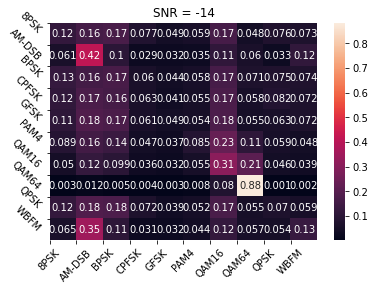 SNR = -14
8PSK 0.12 0.16 0.17 0.077 0.049 0.059 0.17 0.048 0.076 0.073
AM-DSB 0.061 0.42 0.1 0.029 0.032 0.035 0.11 0.06 0.033 0.12
BPSK 0.13 0.16 0.17 0.06 0.044 0.058 0.17 0.071 0.075 0.074
CPFSK 0.12 0.17 0.16 0.063 0.041 0.055 0.17 0.058 0.082 0.072
GFSK 0.11 0.18 0.17 0.061 0.049 0.054 0.18 0.055 0.063 0.072
PAM4 0.089 0.16 0.14 0.047 0.037 0.085 0.23 0.11 0.059 0.048
QAM16 0.05 0.12 0.099 0.036 0.032 0.055 0.31 0.21 0.046 0.039
QAM64 0.003 0.012 0.005 0.004 0.003 0.008 0.08 0.88 0.001 0.002
QPSK 0.12 0.18 0.18 0.072 0.039 0.052 0.17 0.055 0.07 0.059
WBFM 0.065 0.35 0.11 0.031 0.032 0.044 0.12 0.057 0.054 0.13
8PSK AM-DSB BPSK CPFSK GFSK PAM4 QAM16 QAM64 QPSK WBFM
0.8
0.7
0.6
0.5
0.4
0.3
0.2
0.1